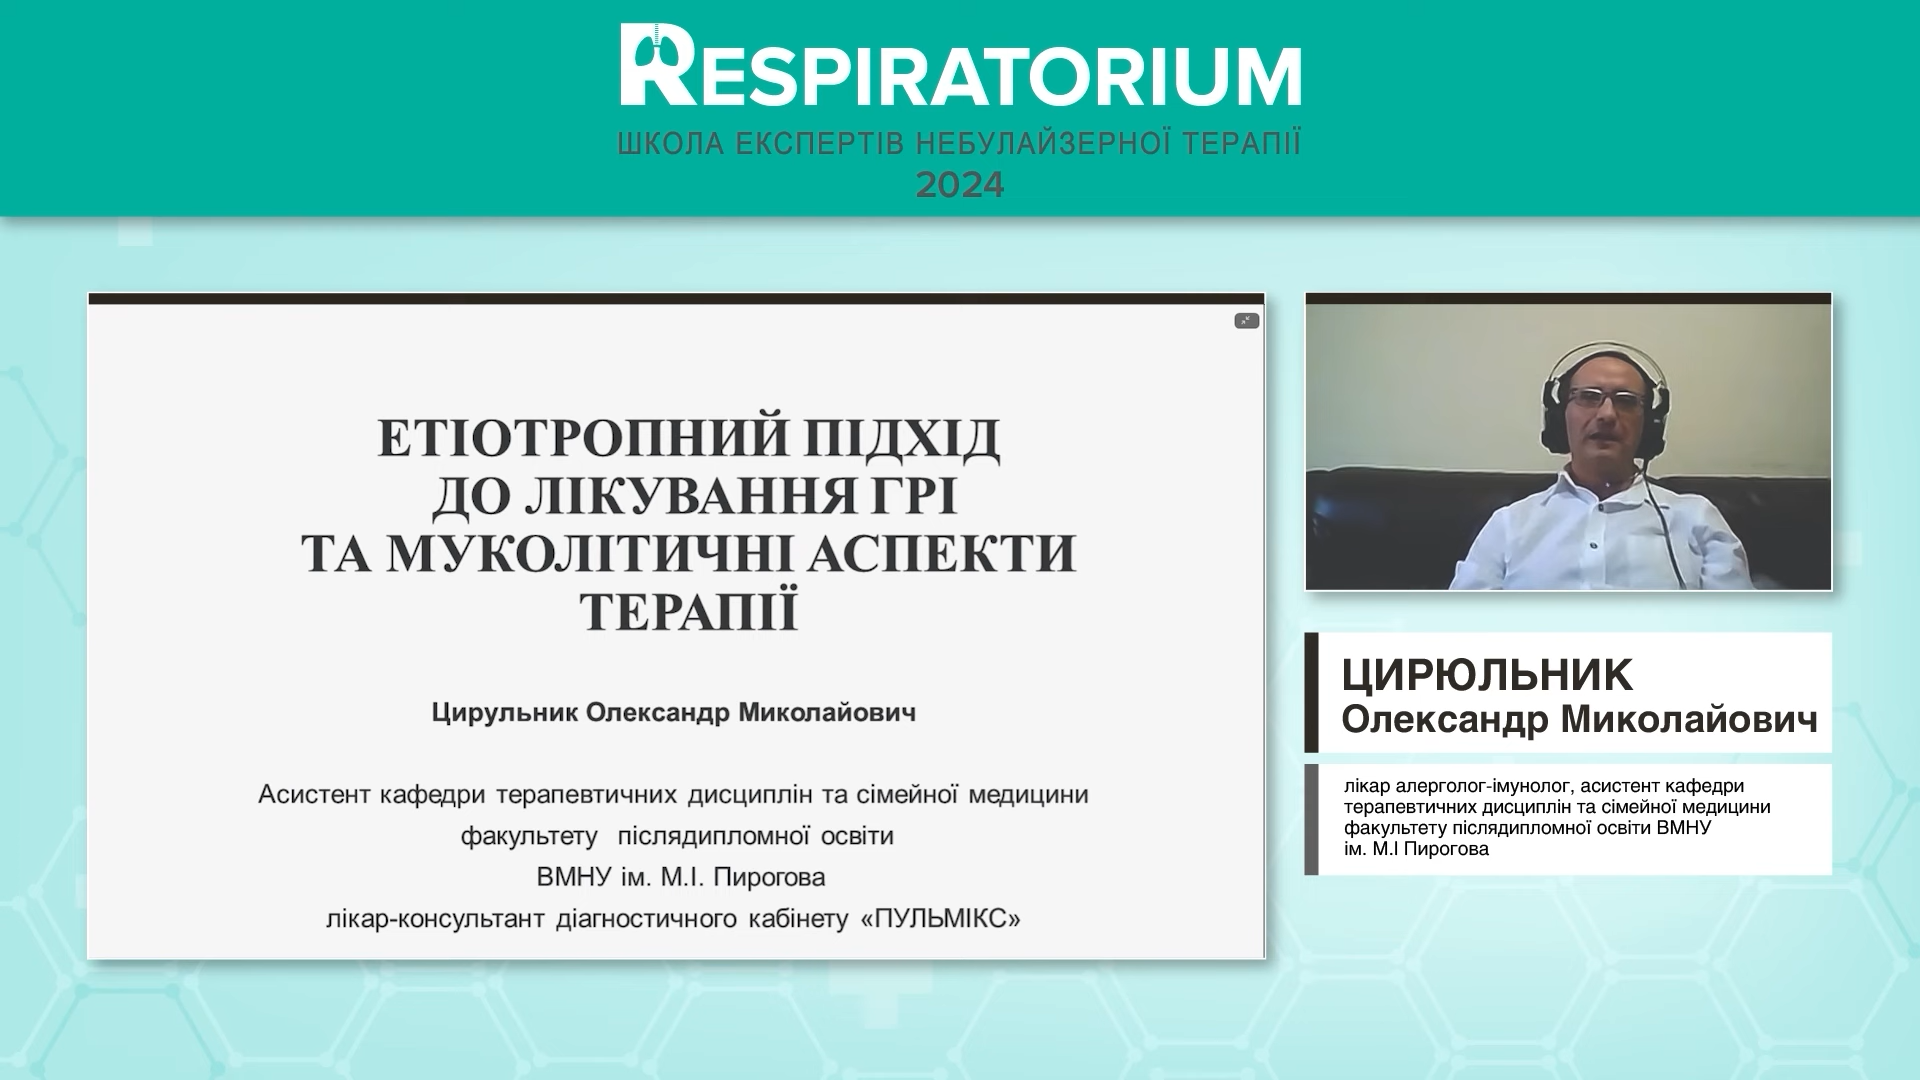 RESPIRATORIUM
ШКОЛА ЕКСПЕРТІВ НЕБУЛАЙЗЕРНОЇ ТЕРАПІЇ
2024
ЕТІОТРОПНИЙ ПІДХІД
ДО ЛІКУВАННЯ ГРІ
ТА МУКОЛІТИЧНІ АСПЕКТИ
ТЕРАПІЇ
Цирульник Олександр Миколайович
Асистент кафедри терапевтичних дисциплін та сімейної медицини
факультету післядипломної освіти
ВМНУ ім. М.І. Пирогова
лікар-консультант діагностичного кабінету «ПУЛЬМІКС»
ЦИРЮЛЬНИК
Олександр Миколайович
лікар алерголог-імунолог, асистент кафедри
терапевтичних дисциплін та сімейної медицини
факультету післядипломної освіти ВМНУ
ім. М.І Пирогова